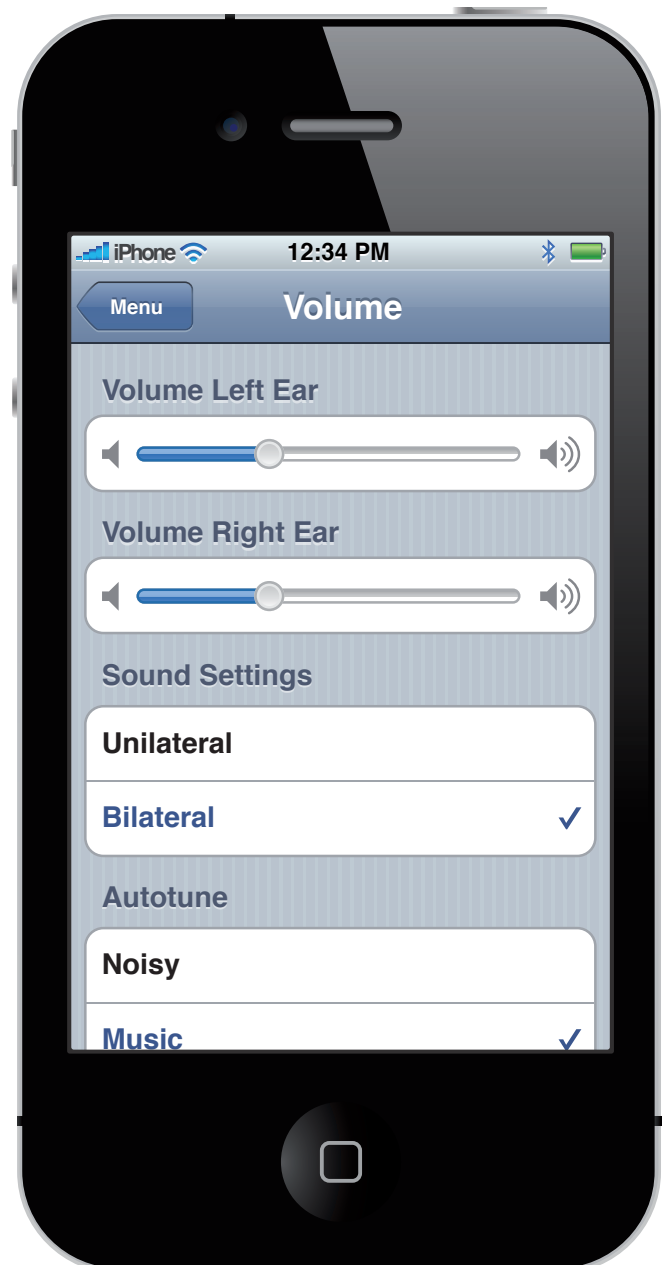 iPhone 12:34 PM
Menu Volume
Volume Left Ear
Volume Right Ear
Sound Settings
Unilateral
Bilateral
Autotune
Noisy
Music